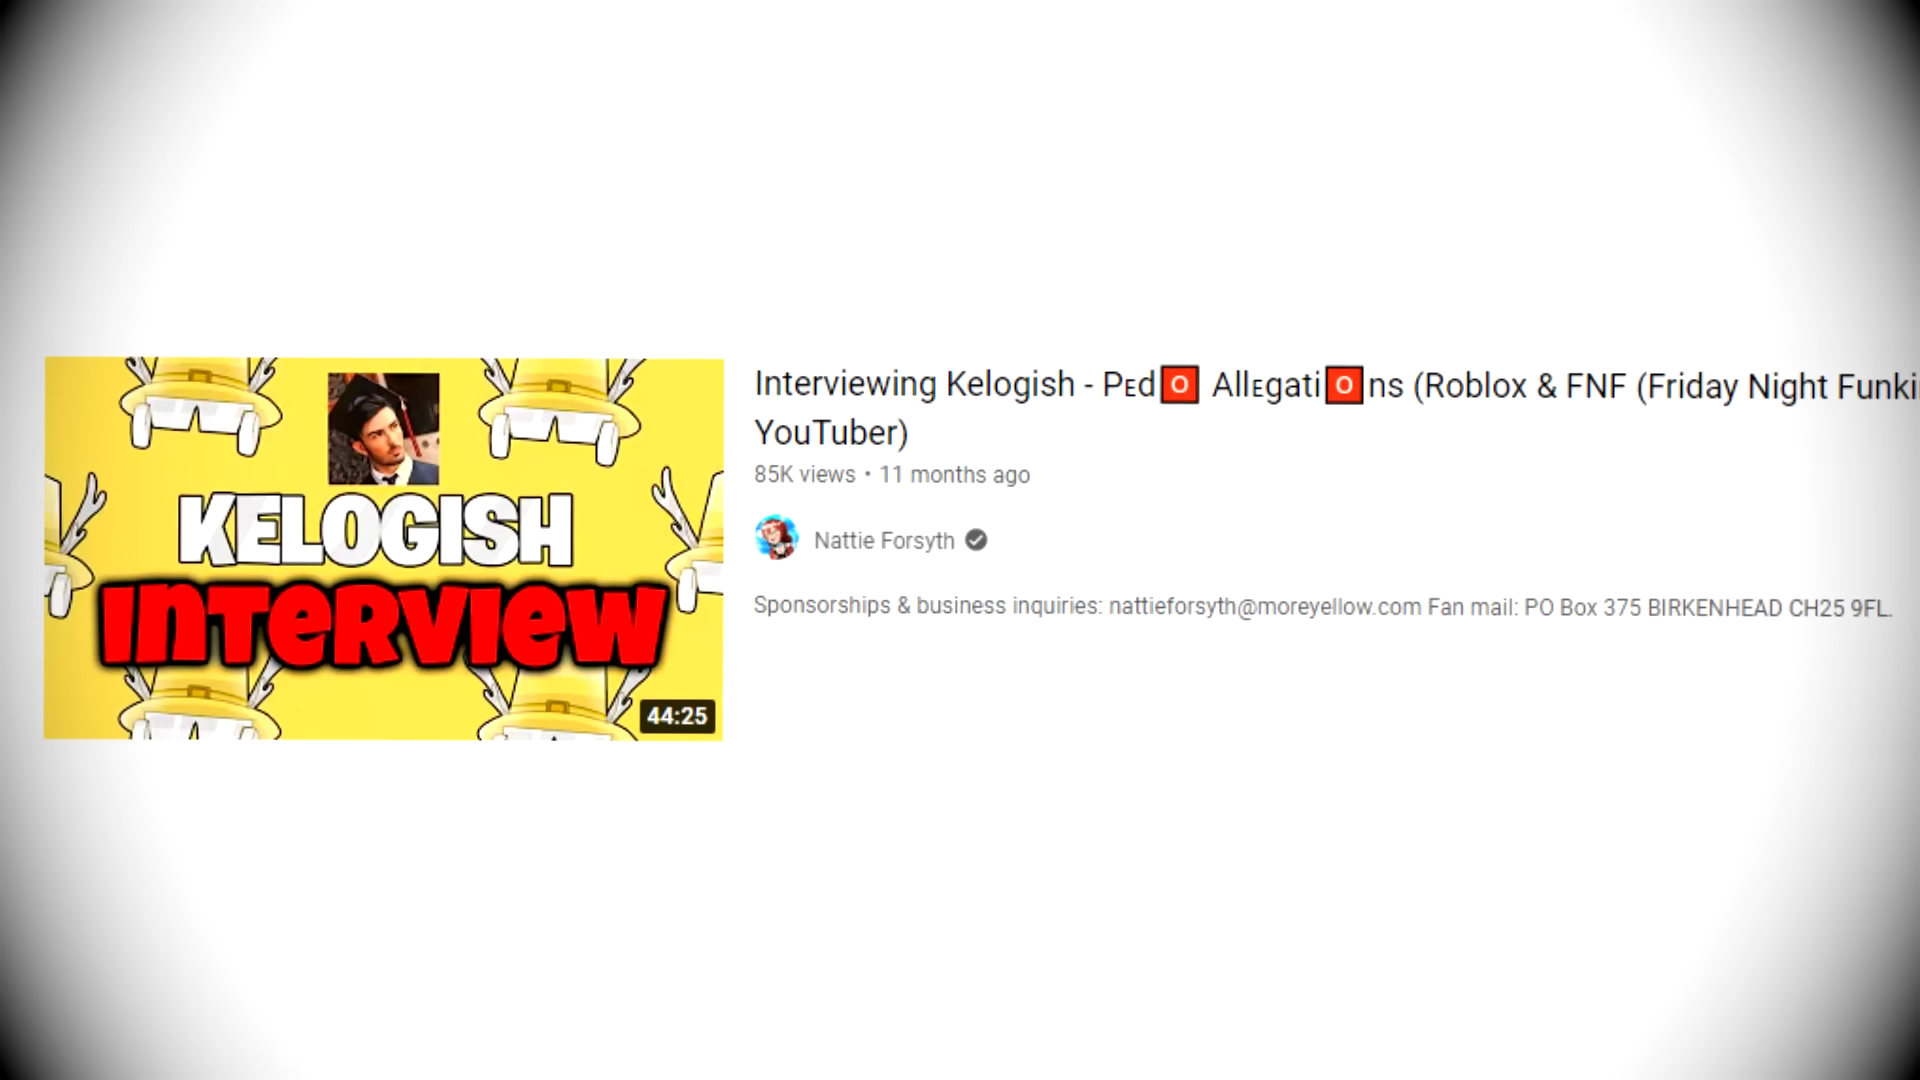 Interviewing Kelogish - Pᴇd🅾 Allᴇgati🅾ns (Roblox & FNF (Friday Night Funki
YouTuber)
85K views • 11 months ago
Nattie Forsyth
Sponsorships & business inquiries: nattieforsyth@moreyellow.com Fan mail: PO Box 375 BIRKENHEAD CH25 9FL.
KELOGISH
INTERVIEW
44:25